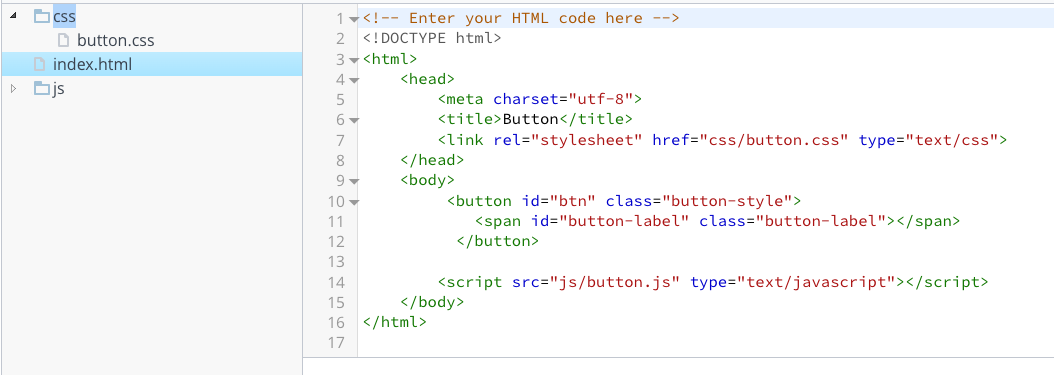 css
button.css
index.html
js
1 <!-- Enter your HTML code here -->
2 <!DOCTYPE html>
3 <html>
4     <head>
5         <meta charset="utf-8">
6         <title>Button</title>
7         <link rel="stylesheet" href="css/button.css" type="text/css">
8     </head>
9     <body>
10          <button id="btn" class="button-style">
11             <span id="button-label" class="button-label"></span>
12           </button>
13
14         <script src="js/button.js" type="text/javascript"></script>
15     </body>
16 </html>
17